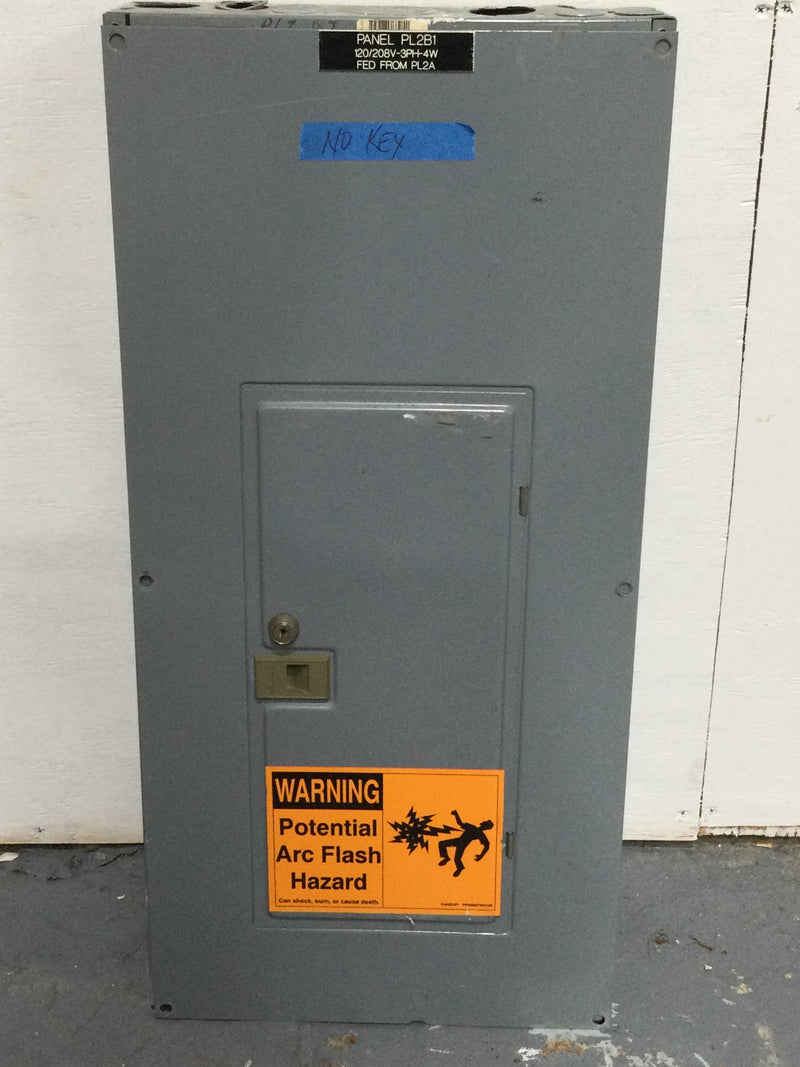 PANEL PL2B1
120/208V-3PH-4W
FED FROM PL2A
NO KEY
WARNING
Potential
Arc Flash
Hazard
Can shock, burn, or cause death.
PANDUIT